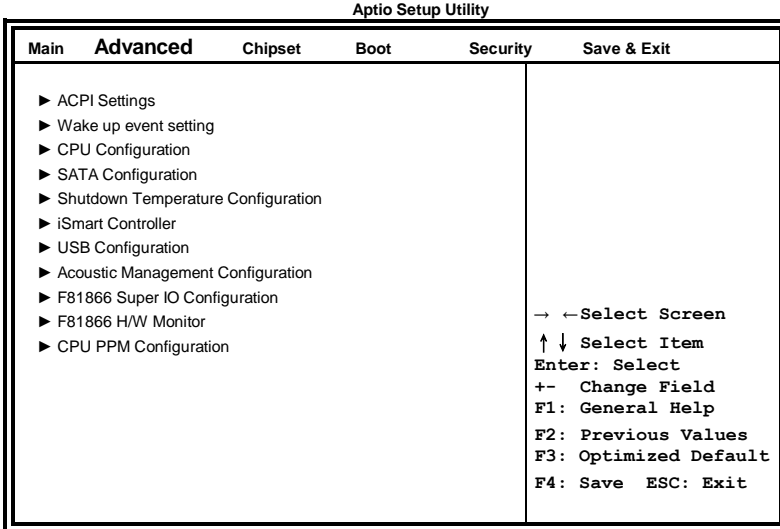 Aptio Setup Utility
Main Advanced Chipset Boot Security Save & Exit
► ACPI Settings
► Wake up event setting
► CPU Configuration
► SATA Configuration
► Shutdown Temperature Configuration
► iSmart Controller
► USB Configuration
► Acoustic Management Configuration
► F81866 Super IO Configuration
► F81866 H/W Monitor
► CPU PPM Configuration
→ ←Select Screen
↑↓ Select Item
Enter: Select
+- Change Field
F1: General Help
F2: Previous Values
F3: Optimized Default
F4: Save ESC: Exit